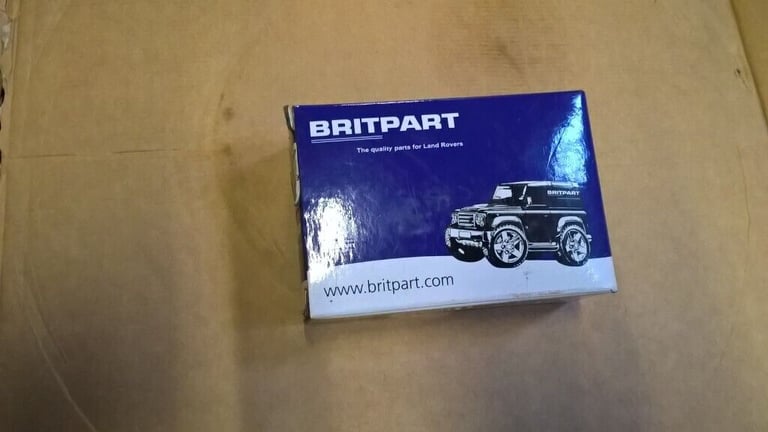 BRITPART
The quality parts for Land Rovers
BRITPART
www.britpart.com